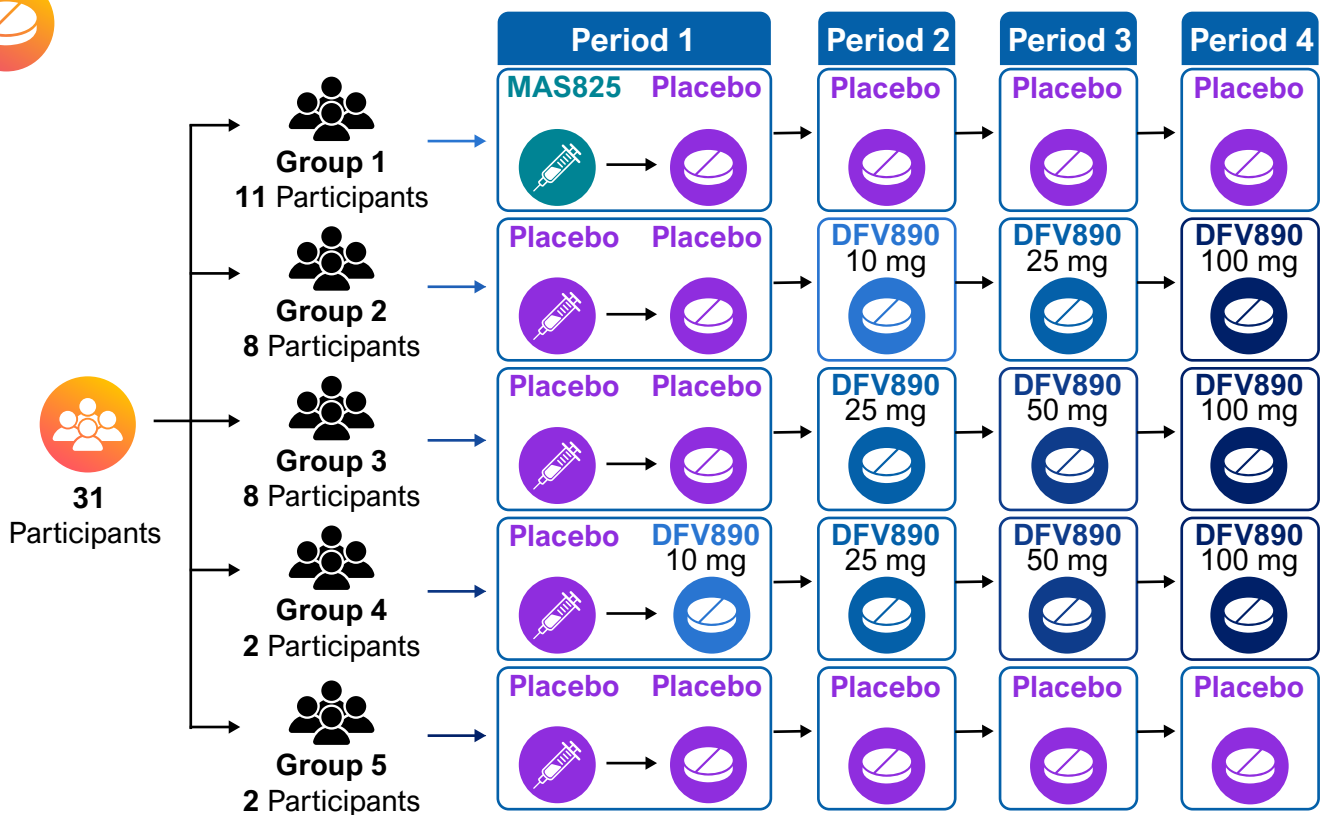 Period 1 Period 2 Period 3 Period 4
MAS825 Placebo Placebo Placebo Placebo
Group 1
11 Participants
Placebo Placebo DFV890 DFV890 DFV890
10 mg 25 mg 100 mg
Group 2
8 Participants
Placebo Placebo DFV890 DFV890 DFV890
25 mg 50 mg 100 mg
Group 3
8 Participants
31
Participants
Placebo DFV890 DFV890 DFV890 DFV890
10 mg 25 mg 50 mg 100 mg
Group 4
2 Participants
Placebo Placebo Placebo Placebo Placebo
Group 5
2 Participants